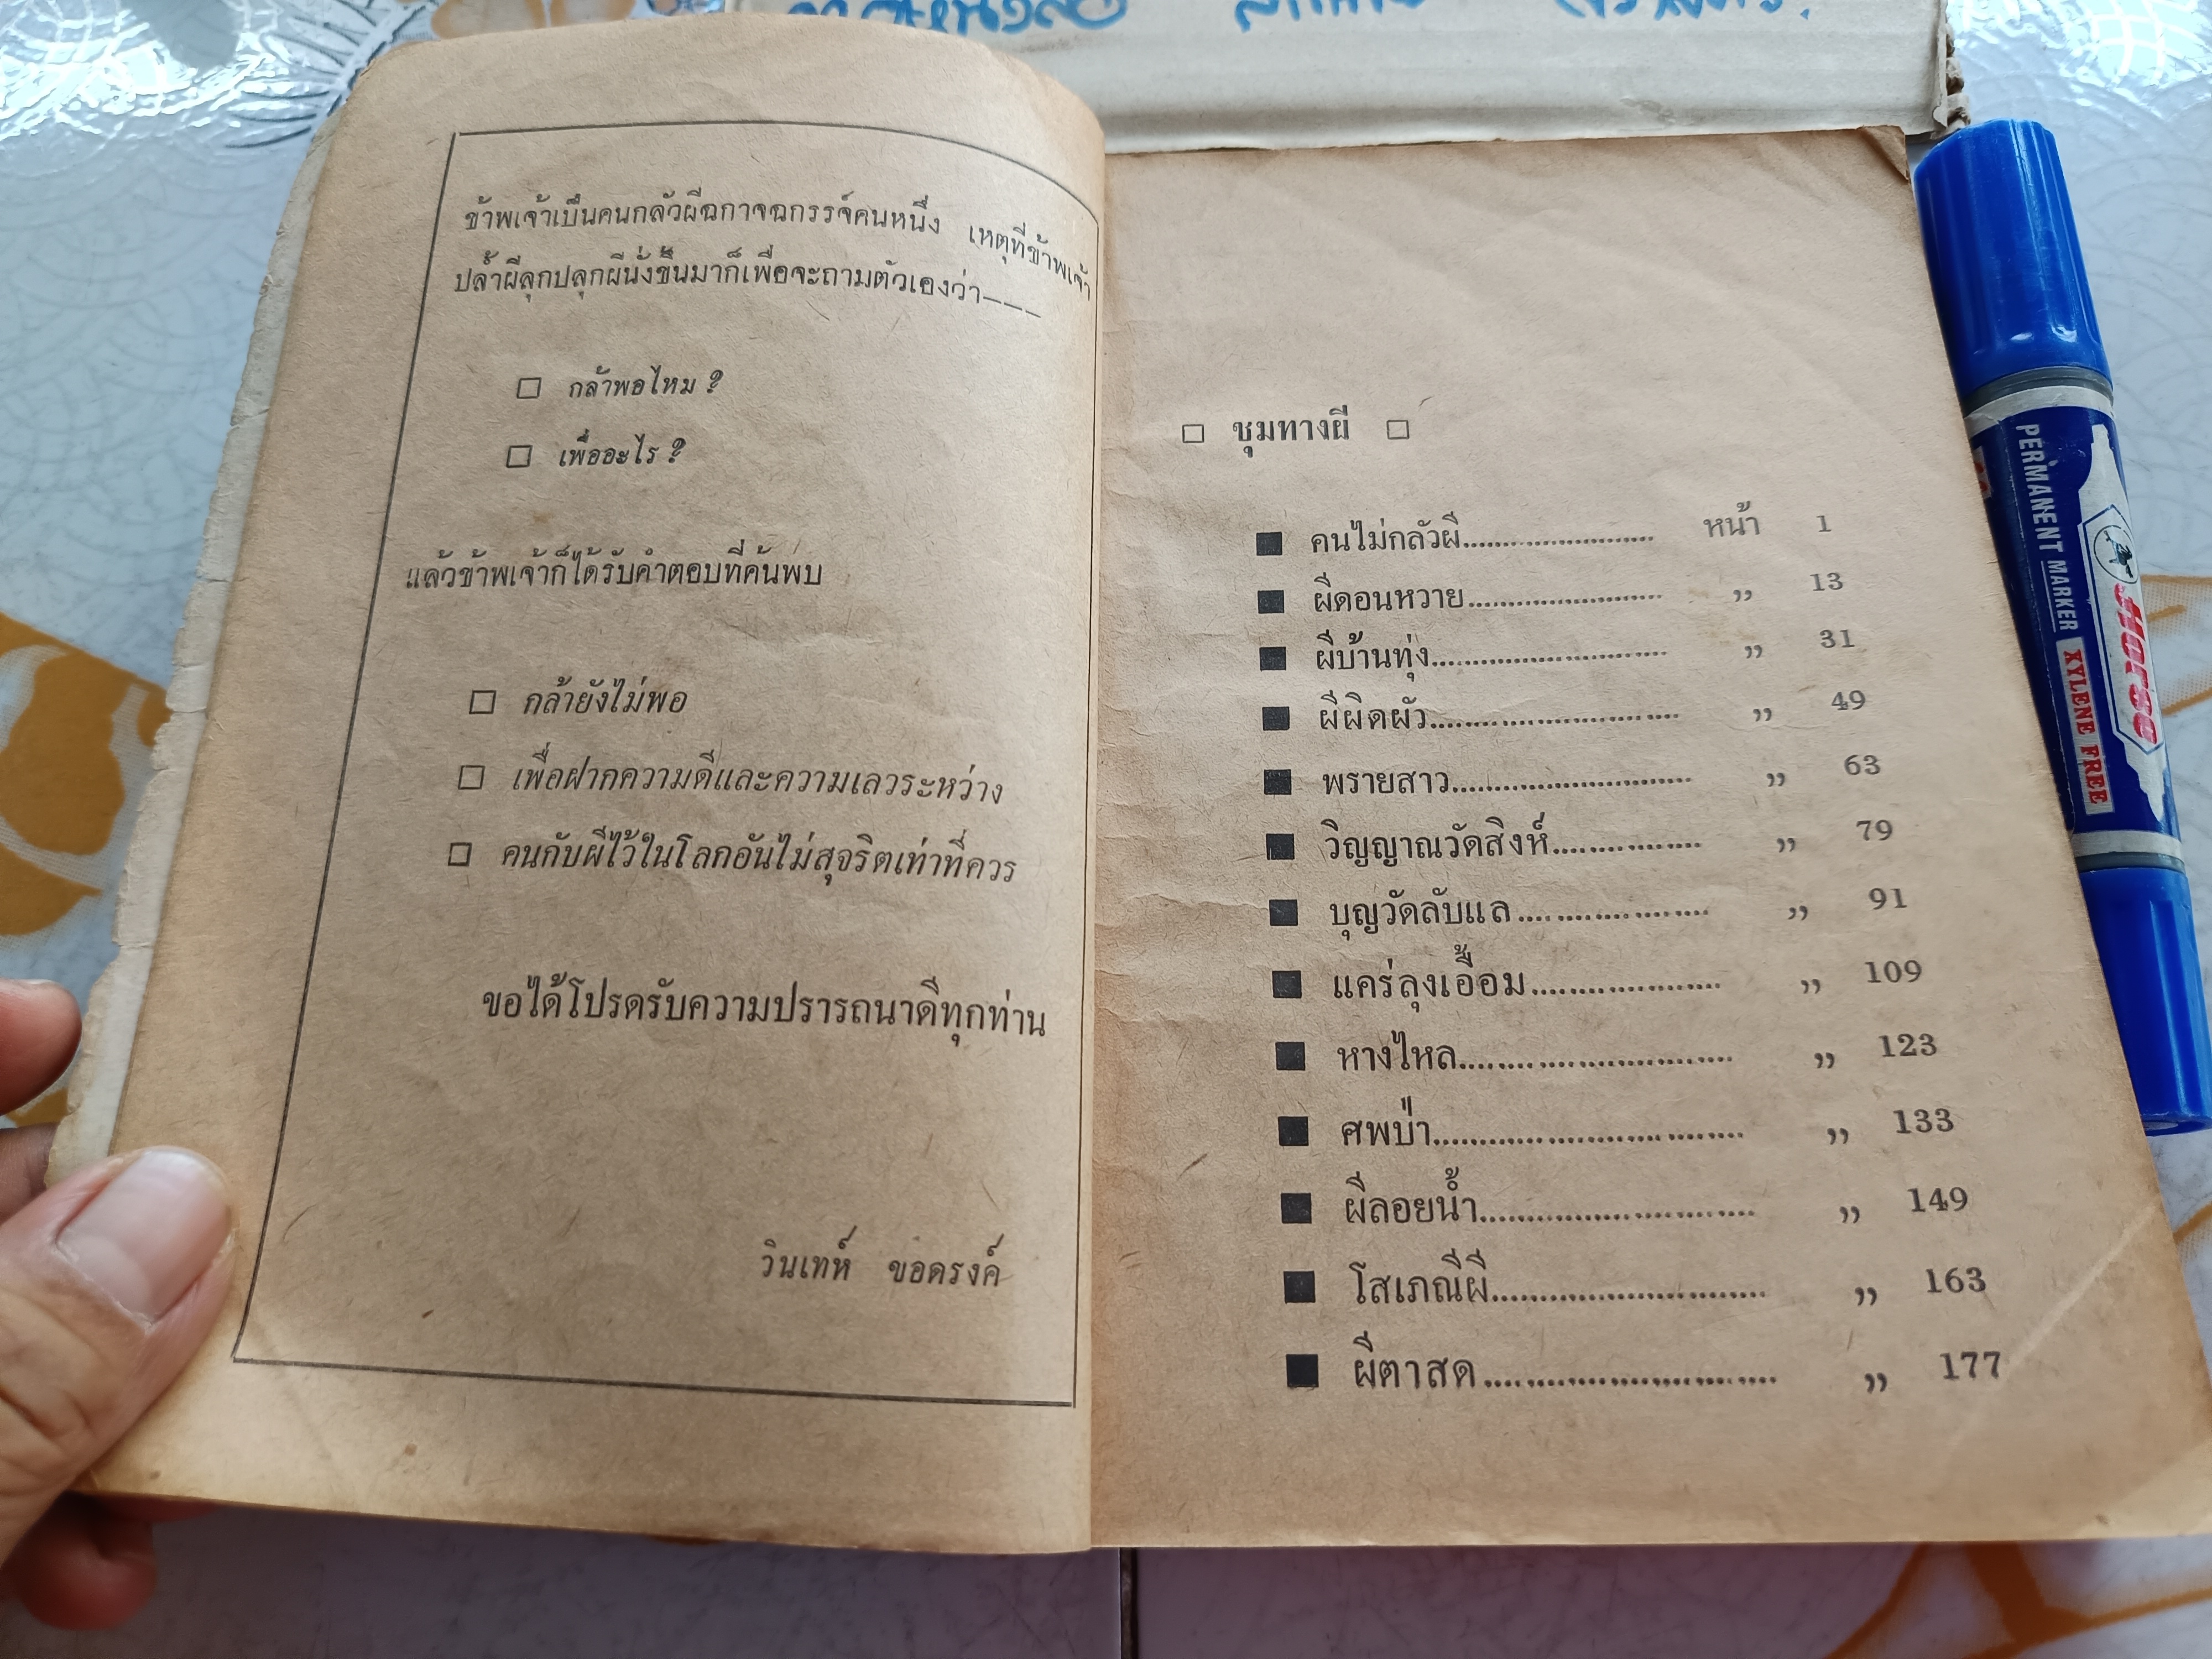 ข้าพเจ้าเป็นคนกลัวผีฉกาจฉกรรจ์คนหนึ่ง เหตุที่ข้าพเจ้า
ปล้ำผีลุกปลุกผีนั่งขึ้นมาก็เพื่อจะถามตัวเองว่า———
□ กล้าพอไหม ?
□ เพื่ออะไร ?
แล้วข้าพเจ้าก็ได้รับคำตอบที่ค้นพบ
□ กล้ายังไม่พอ
□ เพื่อฝากความดีและความเลวระหว่าง
□ คนกับผีไว้ในโลกอันไม่สุจริตเท่าที่ควร
ขอได้โปรดรับความปรารถนาดีทุกท่าน
วินเทห์ ขอดรงค์
□ ชุมทางผี □
■ คนไม่กลัวผี.......................... หน้า 1
■ ผีดอนหวาย.......................... ,, 13
■ ผีบ้านทุ่ง.............................. ,, 31
■ ผีผิดผัว................................ ,, 49
■ พรายสาว.............................. ,, 63
■ วิญญาณวัดสิงห์................ ,, 79
■ บุญวัดลับแล.................... ,, 91
■ แคร่ลุงเอื้อม.................... ,, 109
■ หางไหล............................ ,, 123
■ ศพป่า................................ ,, 133
■ ผีลอยน้ำ............................ ,, 149
■ โสเภณีผี............................ ,, 163
■ ผีตาสด............................ ,, 177
PERMANENT MARKER XYLENE FREE
Horse